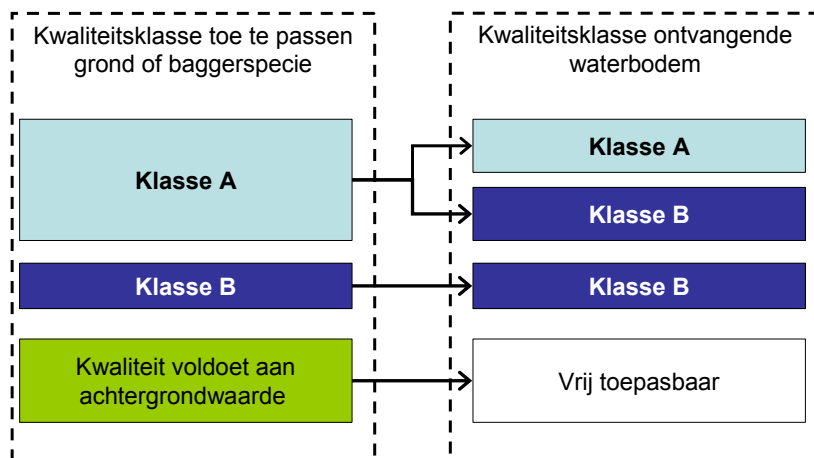 Kwaliteitsklasse toe te passen
grond of baggerspecie
Klasse A
Klasse B
Kwaliteit voldoet aan
achtergrondwaarde
Kwaliteitsklasse ontvangende
waterbodem
Klasse A
Klasse B
Klasse B
Vrij toepasbaar